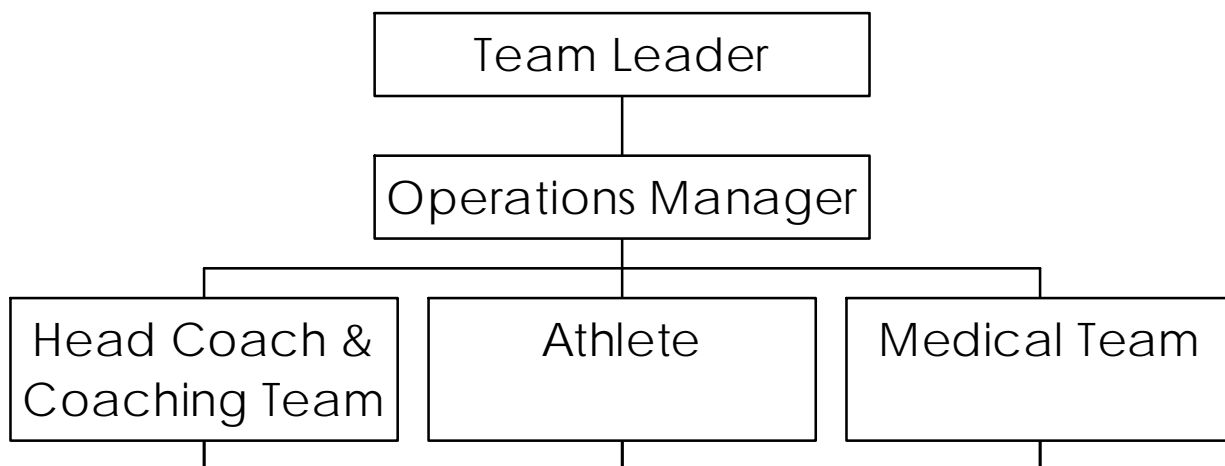 Team Leader
Operations Manager
Head Coach &
Coaching Team
Athlete
Medical Team